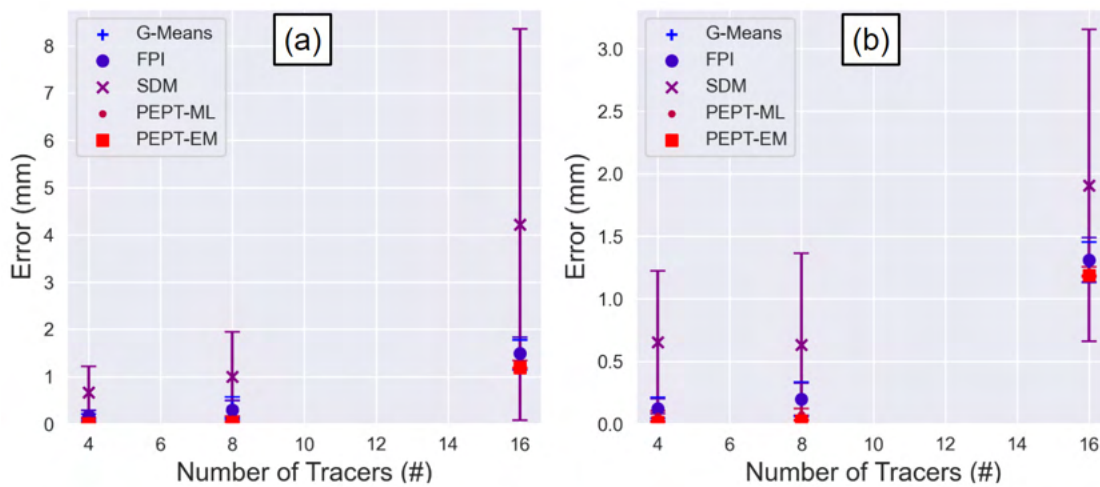 (a)
G-Means
FPI
SDM
PEPT-ML
PEPT-EM
Error (mm)
8
7
6
5
4
3
2
1
0
4 6 8 10 12 14 16
Number of Tracers (#)
(b)
G-Means
FPI
SDM
PEPT-ML
PEPT-EM
Error (mm)
3.0
2.5
2.0
1.5
1.0
0.5
0.0
4 6 8 10 12 14 16
Number of Tracers (#)